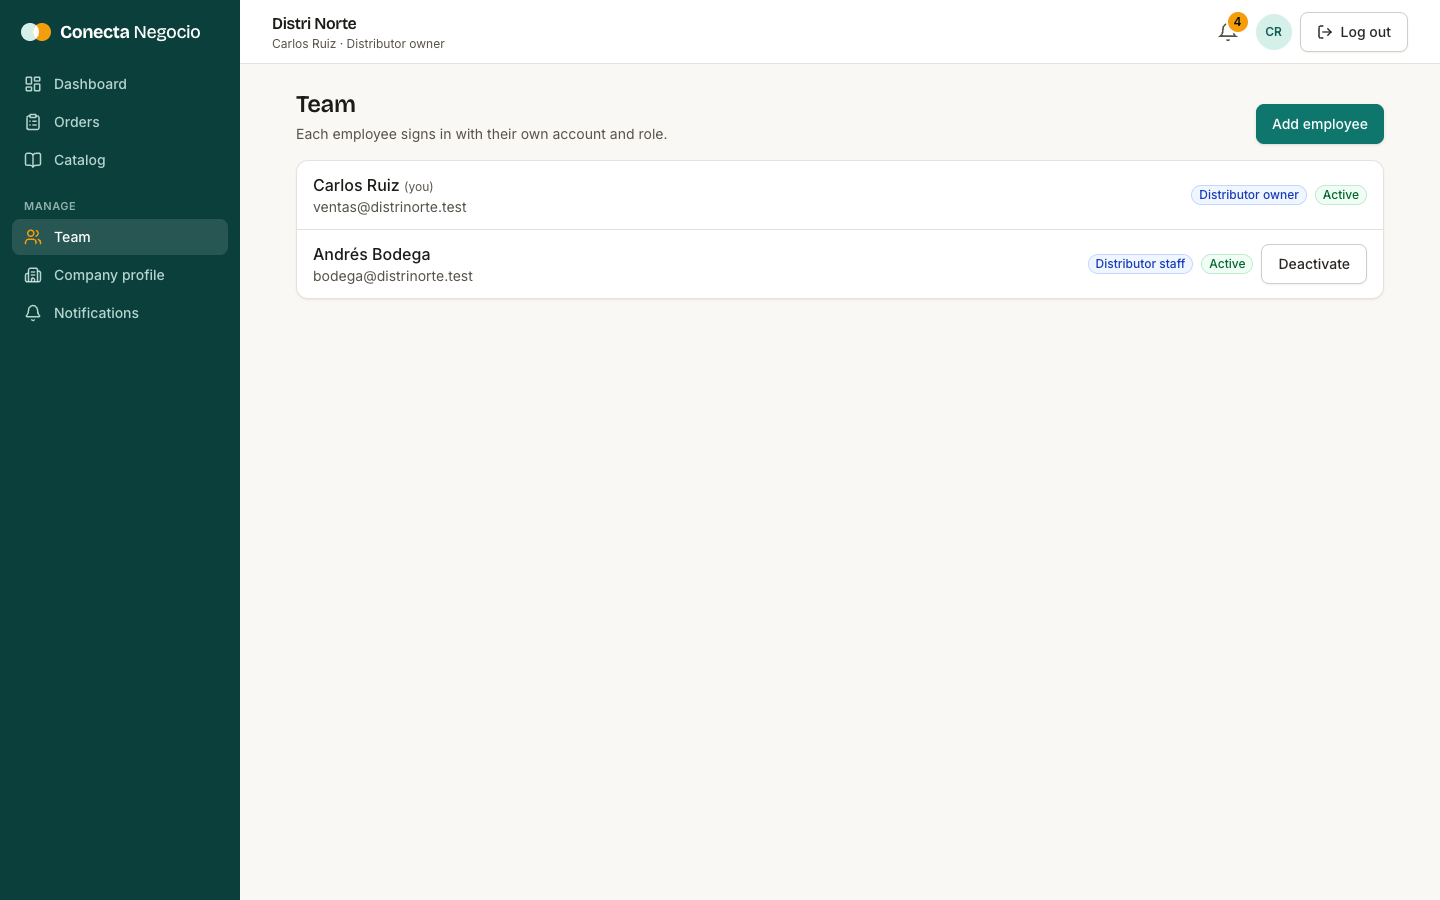 Conecta Negocio
Dashboard
Orders
Catalog
MANAGE
Team
Company profile
Notifications
Distri Norte
Carlos Ruiz · Distributor owner
4
CR
Log out
Team
Each employee signs in with their own account and role.
Add employee
Carlos Ruiz (you)
ventas@distrinorte.test
Distributor owner
Active
Andrés Bodega
bodega@distrinorte.test
Distributor staff
Active
Deactivate